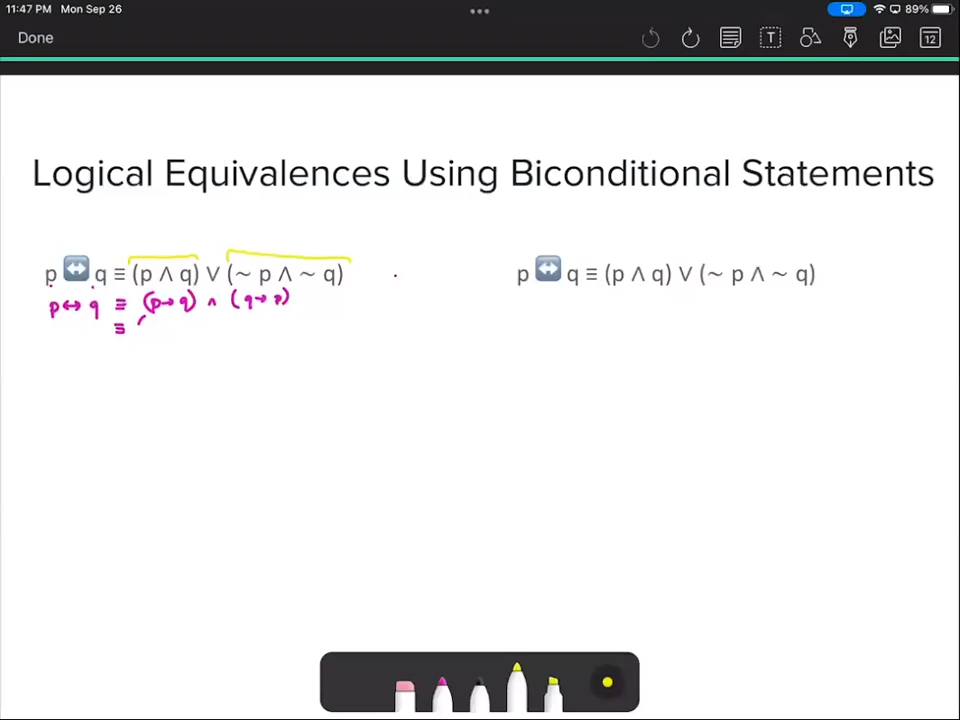 11:47 PM Mon Sep 26
89%
Done
T
12
Logical Equivalences Using Biconditional Statements
p ↔ q ≡ (p ∧ q) ∨ (~ p ∧ ~ q)
p ↔ q ≡ (p → q) ∧ (q → p)
≡ (
p ↔ q ≡ (p ∧ q) ∨ (~ p ∧ ~ q)